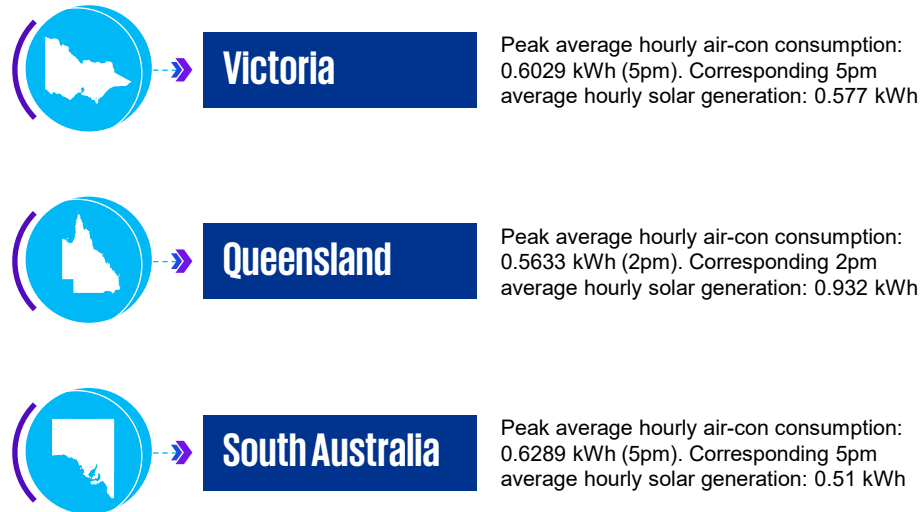 Victoria
Peak average hourly air-con consumption:
0.6029 kWh (5pm). Corresponding 5pm
average hourly solar generation: 0.577 kWh
Queensland
Peak average hourly air-con consumption:
0.5633 kWh (2pm). Corresponding 2pm
average hourly solar generation: 0.932 kWh
South Australia
Peak average hourly air-con consumption:
0.6289 kWh (5pm). Corresponding 5pm
average hourly solar generation: 0.51 kWh